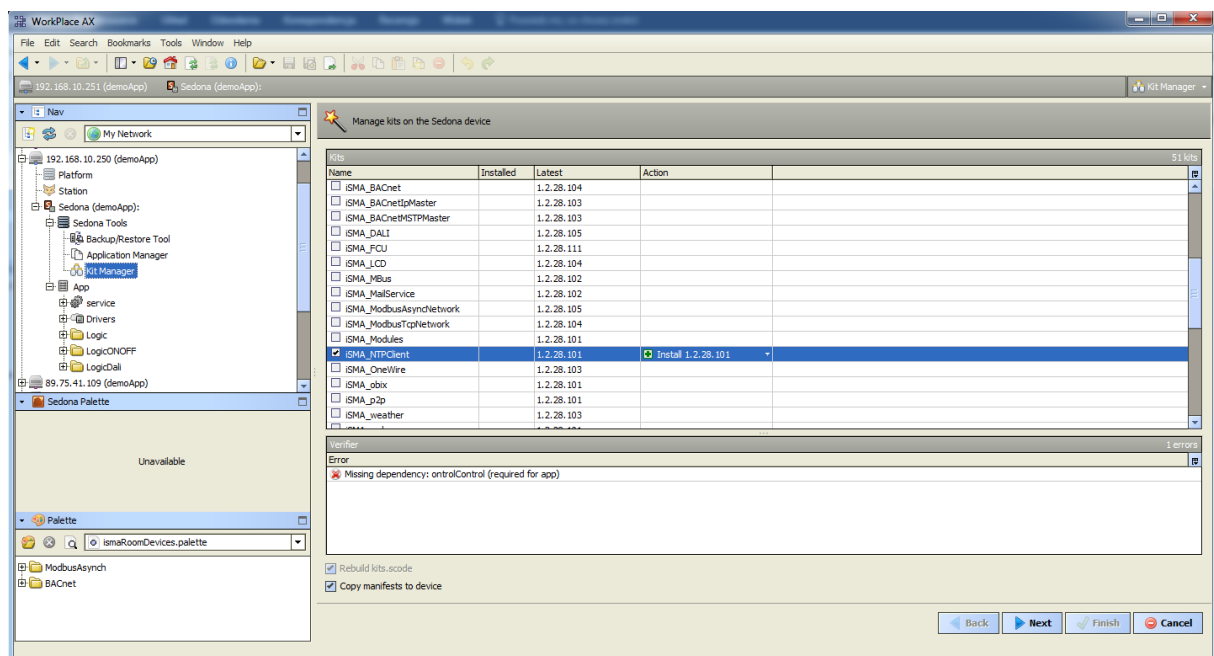 WorkPlace AX
File Edit Search Bookmarks Tools Window Help
192.168.10.251 (demoApp) Sedona (demoApp): Kit Manager
Nav
My Network
192.168.10.250 (demoApp)
Platform
Station
Sedona (demoApp):
Sedona Tools
Backup/Restore Tool
Application Manager
Kit Manager
App
service
Drivers
Logic
LogicONOFF
LogicDali
89.75.41.109 (demoApp)
Sedona Palette
Unavailable
Palette
ismaRoomDevices.palette
ModbusAsynch
BACnet
Manage kits on the Sedona device
Kits 51 kits
Name Installed Latest Action
iSMA_BACnet 1.2.28.104
iSMA_BACnetIpMaster 1.2.28.103
iSMA_BACnetMSTPMaster 1.2.28.103
iSMA_DALI 1.2.28.105
iSMA_FCU 1.2.28.111
iSMA_LCD 1.2.28.104
iSMA_MBus 1.2.28.102
iSMA_MailService 1.2.28.102
iSMA_ModbusAsyncNetwork 1.2.28.105
iSMA_ModbusTcpNetwork 1.2.28.104
iSMA_Modules 1.2.28.101
iSMA_NTPClient 1.2.28.101 Install 1.2.28.101
iSMA_OneWire 1.2.28.103
iSMA_obix 1.2.28.101
iSMA_p2p 1.2.28.101
iSMA_weather 1.2.28.103
Verifier 1 errors
Error
Missing dependency: ontrolControl (required for app)
Rebuild kits.scode
Copy manifests to device
Back Next Finish Cancel